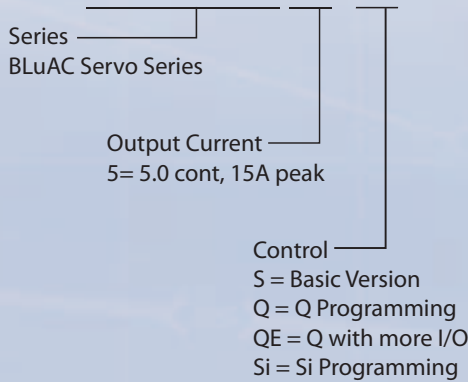 Series
BLuAC Servo Series
Output Current
5= 5.0 cont, 15A peak
Control
S = Basic Version
Q = Q Programming
QE = Q with more I/O
Si = Si Programming